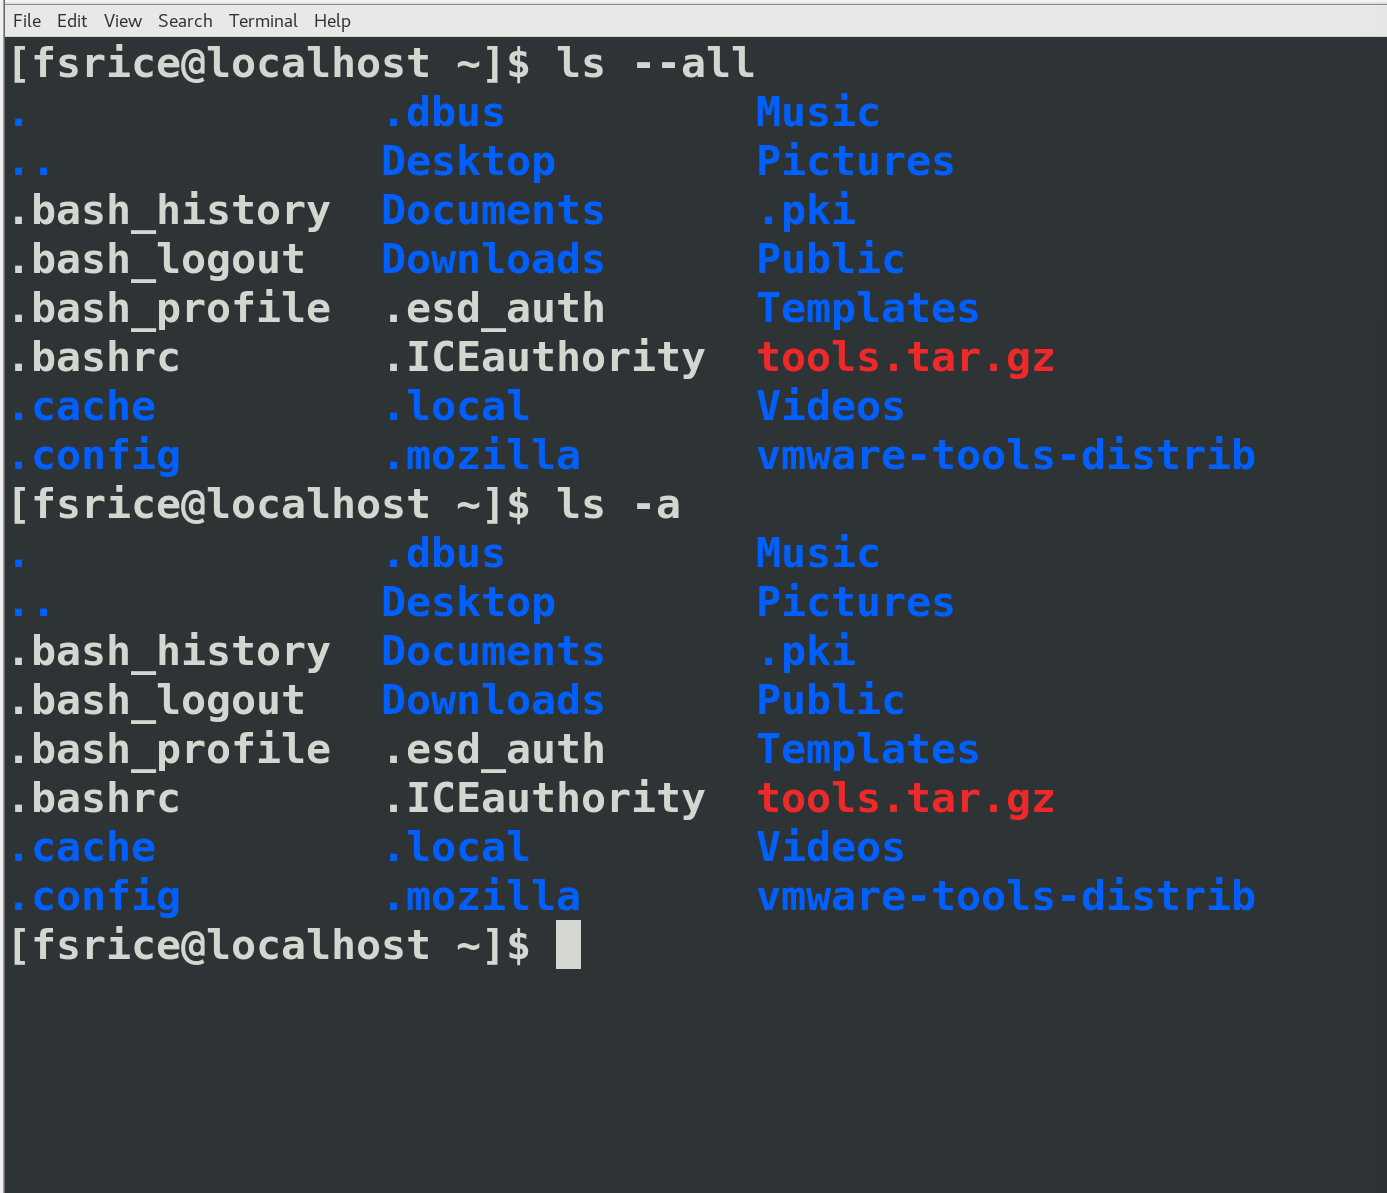 File Edit View Search Terminal Help
[fsrice@localhost ~]$ ls --all
. .dbus Music
.. Desktop Pictures
.bash_history Documents .pki
.bash_logout Downloads Public
.bash_profile .esd_auth Templates
.bashrc .ICEauthority tools.tar.gz
.cache .local Videos
.config .mozilla vmware-tools-distrib
[fsrice@localhost ~]$ ls -a
. .dbus Music
.. Desktop Pictures
.bash_history Documents .pki
.bash_logout Downloads Public
.bash_profile .esd_auth Templates
.bashrc .ICEauthority tools.tar.gz
.cache .local Videos
.config .mozilla vmware-tools-distrib
[fsrice@localhost ~]$